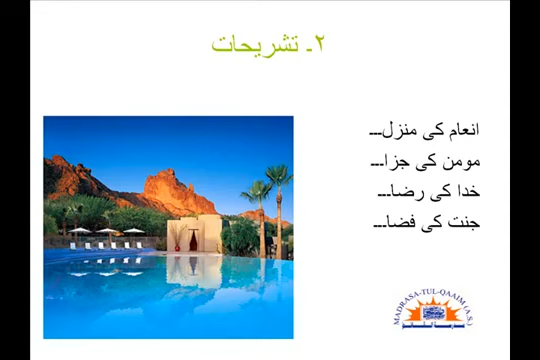 ۲۔ تشریحات
انعام کی منزل۔۔۔
مومن کی جزا۔۔۔
خدا کی رضا۔۔۔
جنت کی فضا۔۔۔
MADRASA-TUL-QAAIM (A.S.)